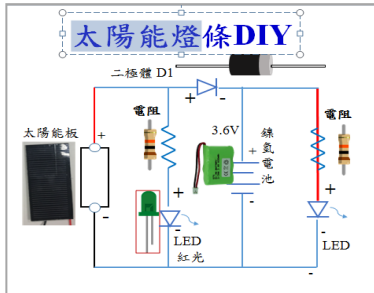 太陽能燈條DIY
二極體 D1
+ -
電阻
電阻
太陽能板
+
3.6V
+
鎳氫電池
+
+
-
-
-
-
LED
紅光
LED
-